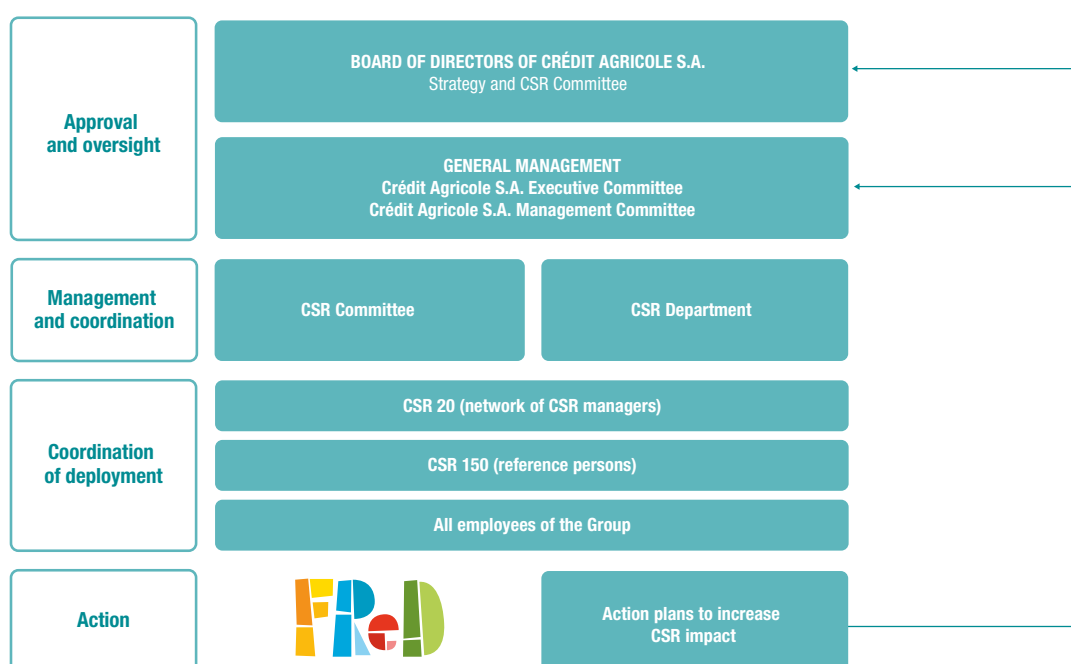 Approval
and oversight
BOARD OF DIRECTORS OF CRÉDIT AGRICOLE S.A.
Strategy and CSR Committee
GENERAL MANAGEMENT
Crédit Agricole S.A. Executive Committee
Crédit Agricole S.A. Management Committee
Management
and coordination
CSR Committee
CSR Department
Coordination
of deployment
CSR 20 (network of CSR managers)
CSR 150 (reference persons)
All employees of the Group
Action
FReD
Action plans to increase
CSR impact